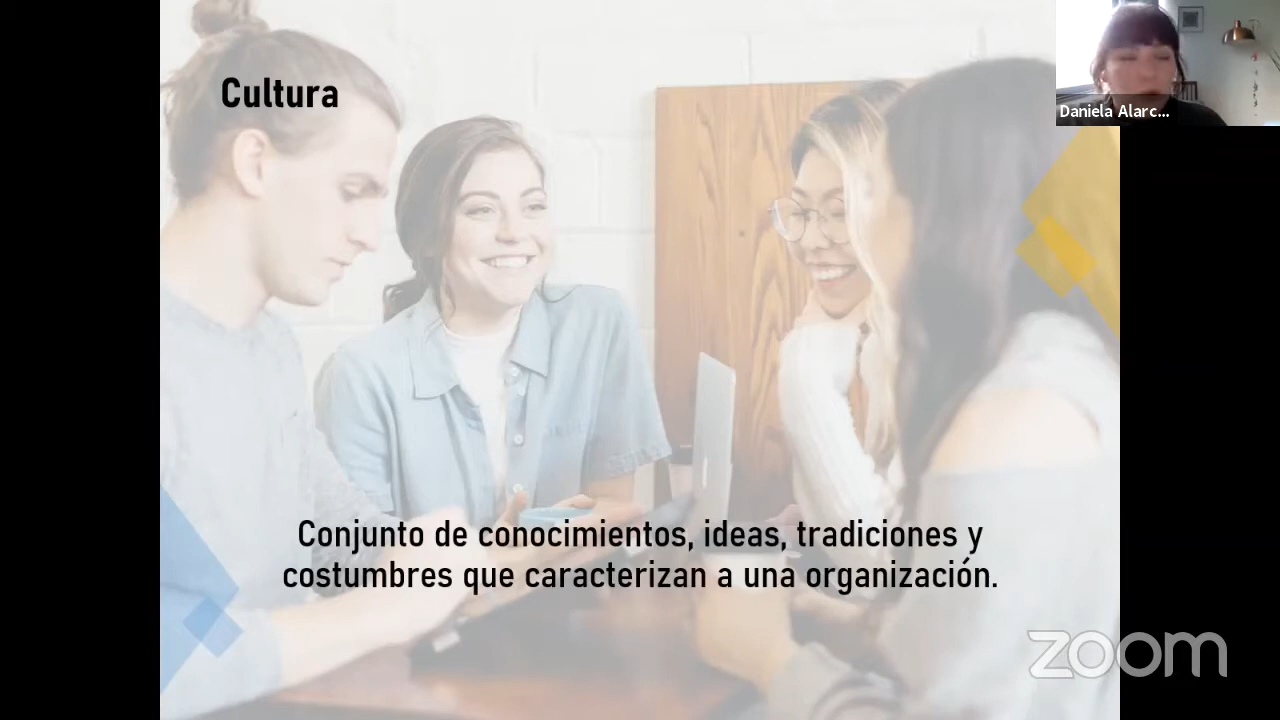 Cultura
Daniela Alarc...
Conjunto de conocimientos, ideas, tradiciones y
costumbres que caracterizan a una organización.
zoom